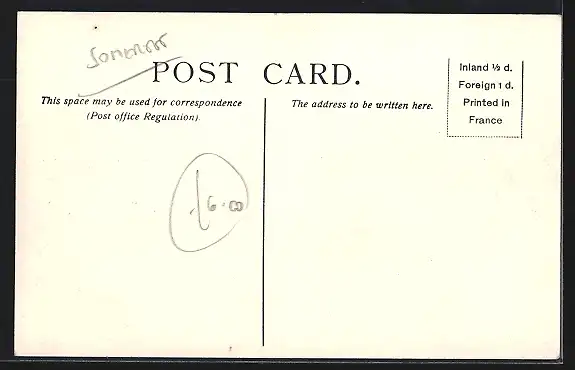 SOMERSET
POST CARD.
This space may be used for correspondence
(Post office Regulation).
The address to be written here.
Inland ½ d.
Foreign 1 d.
Printed in
France
6.00